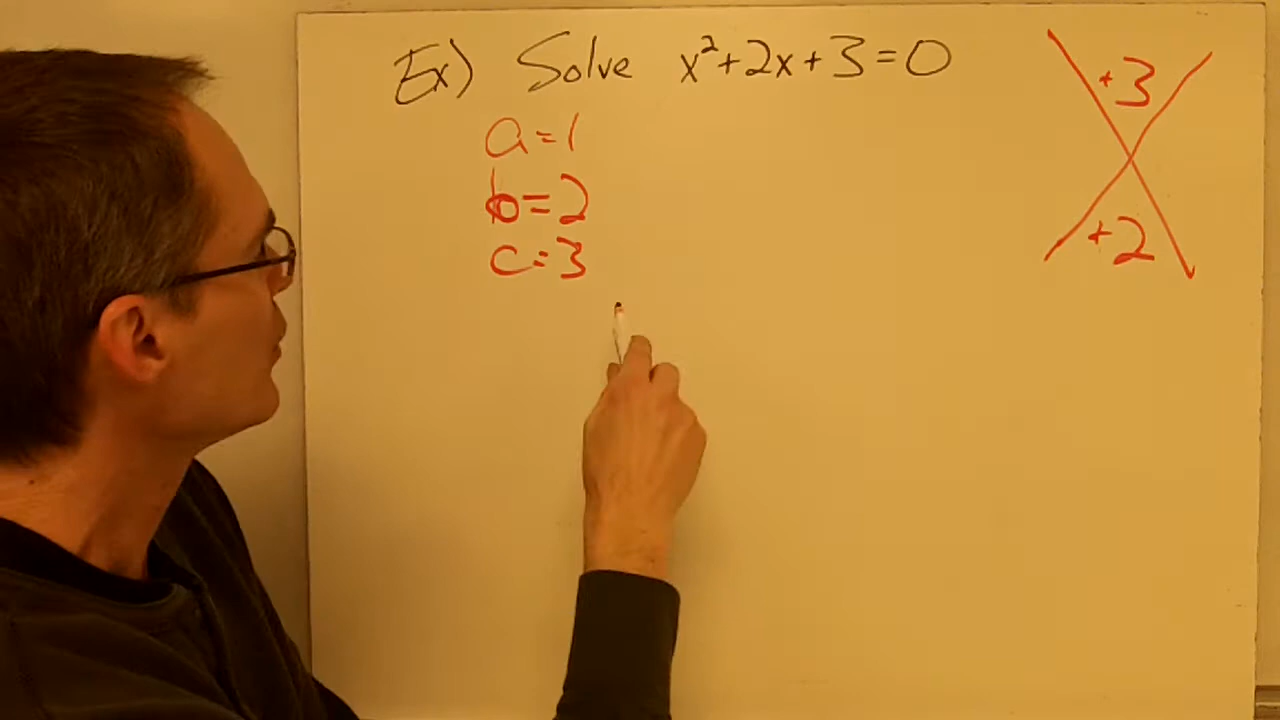 Ex) Solve x²+2x+3=0
a=1
b=2
c=3
+3
+2